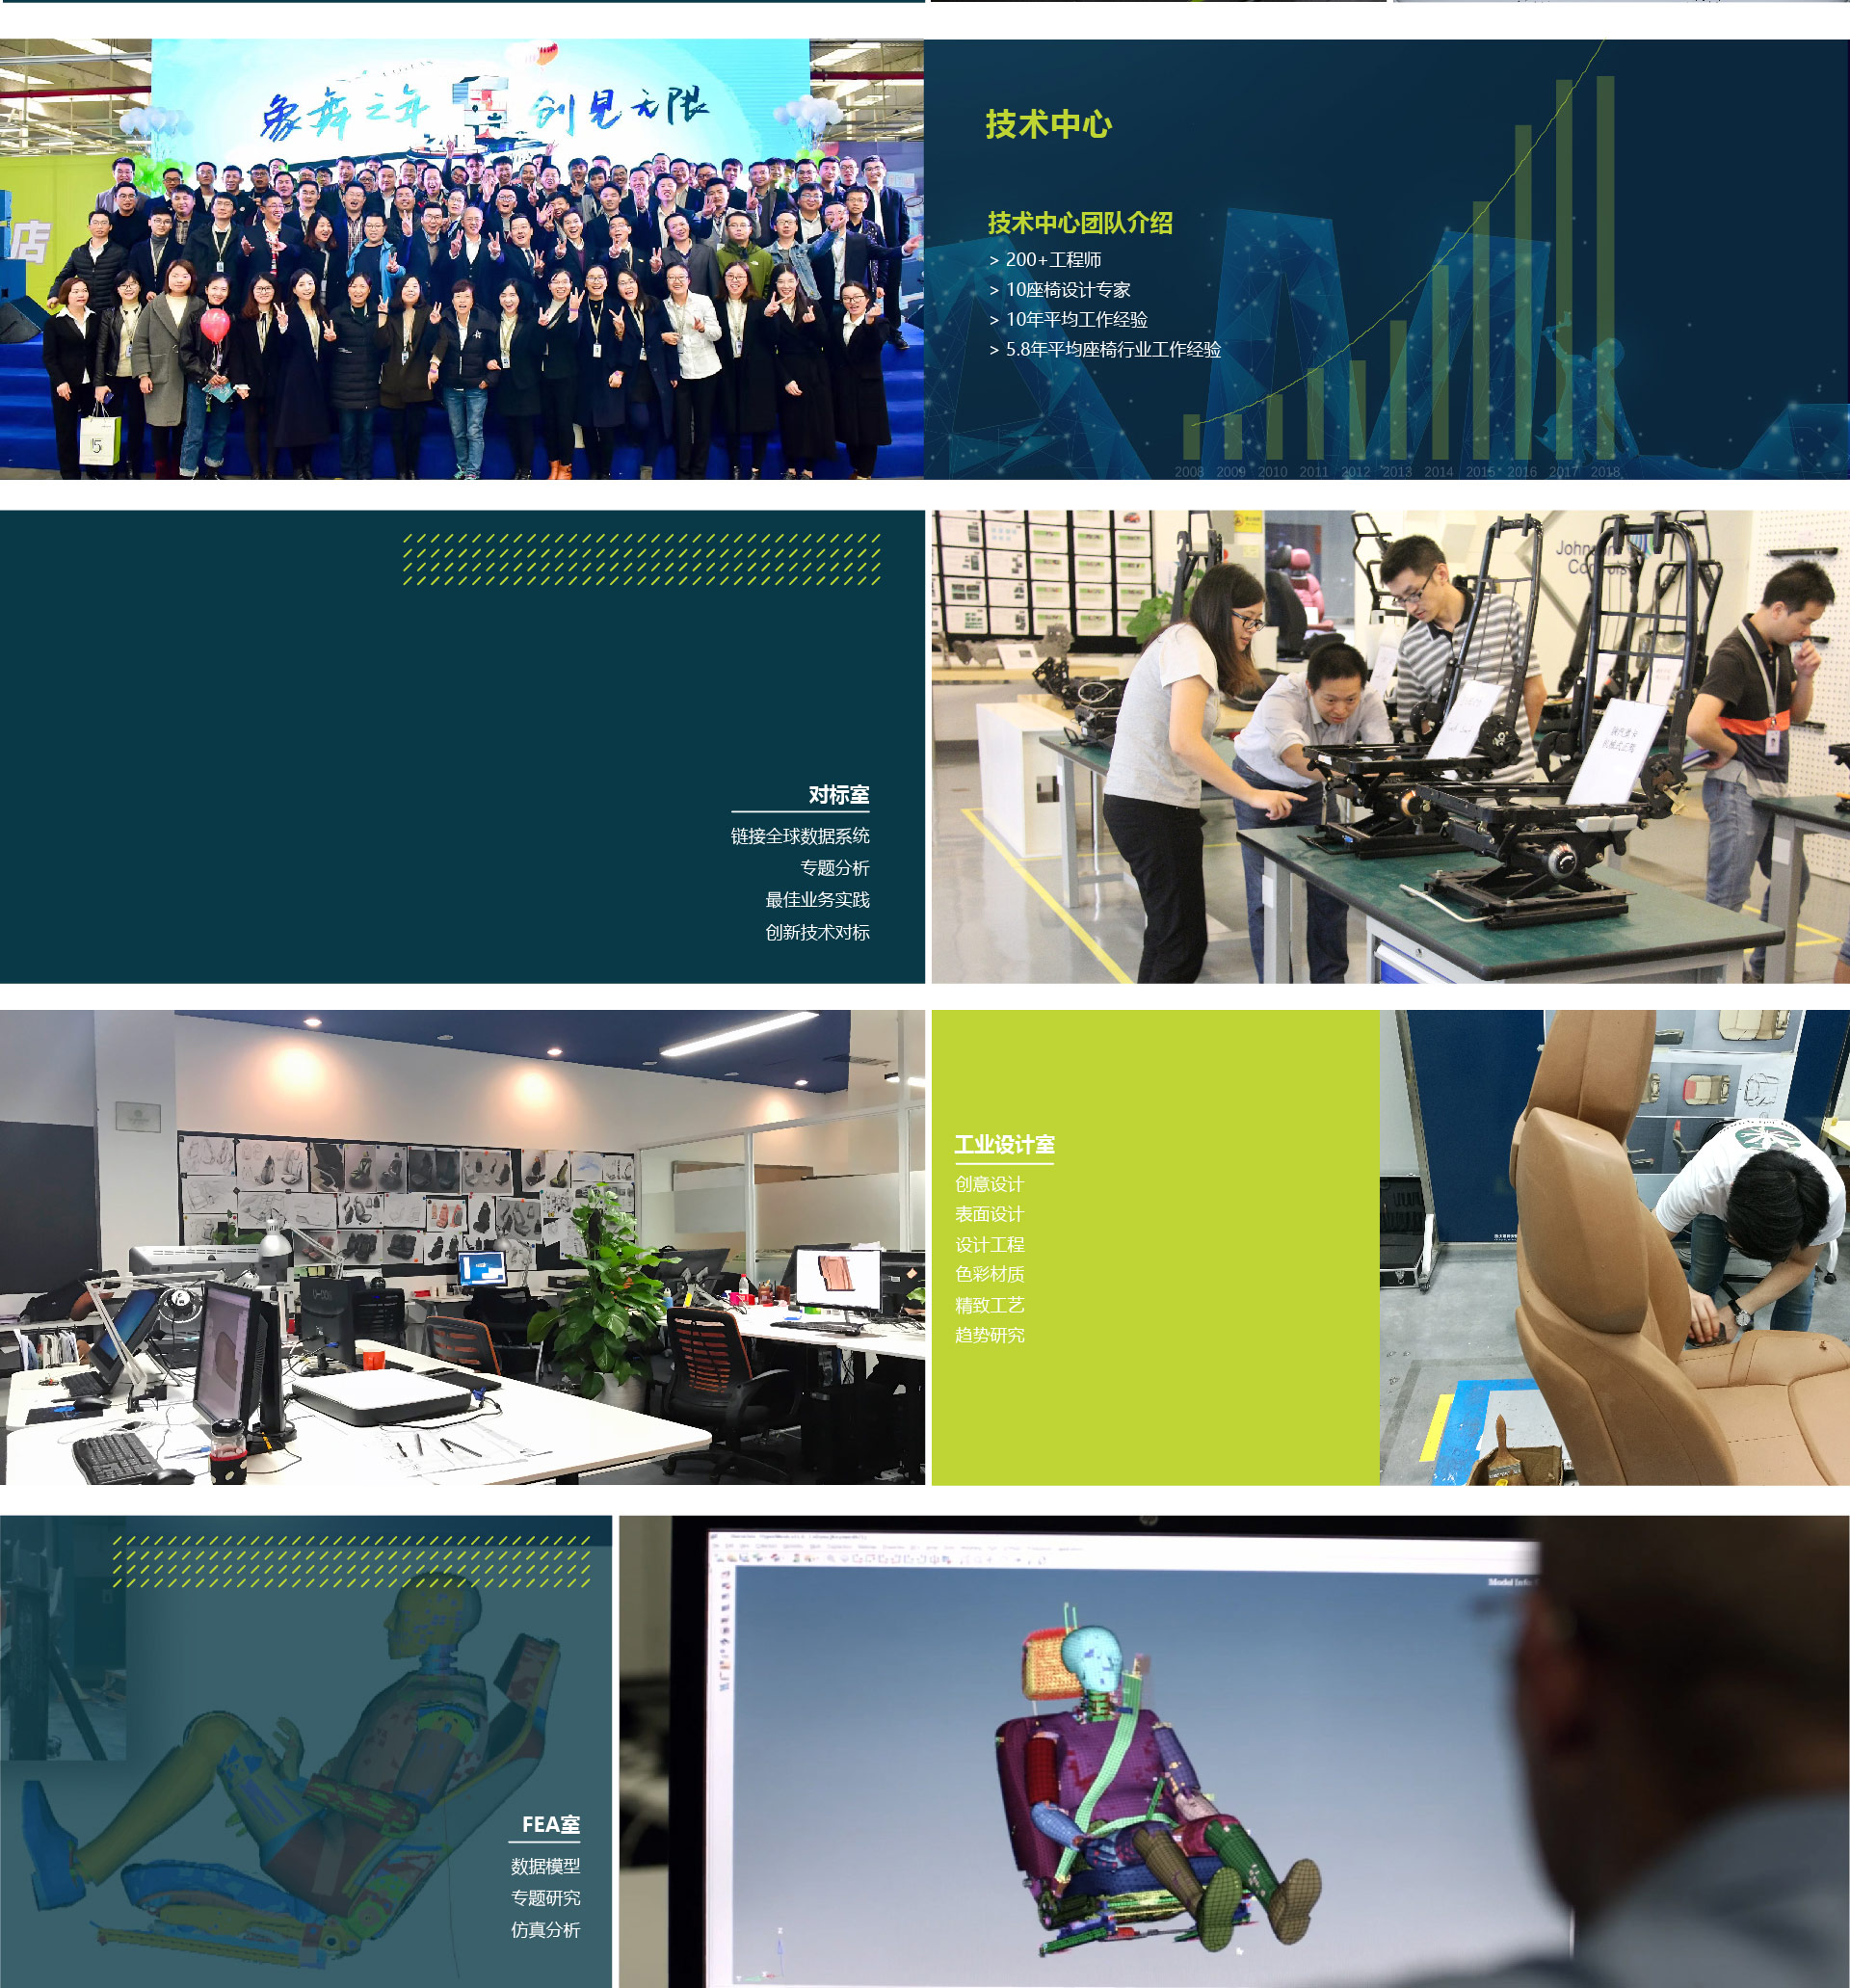 象舞之年 创见无限
店
技术中心
技术中心团队介绍
> 200+工程师
> 10座椅设计专家
> 10年平均工作经验
> 5.8年平均座椅行业工作经验
2008 2009 2010 2011 2012 2013 2014 2015 2016 2017 2018
对标室
链接全球数据系统
专题分析
最佳业务实践
创新技术对标
Johnson
Controls
工业设计室
创意设计
表面设计
设计工程
色彩材质
精致工艺
趋势研究
FEA室
数据模型
专题研究
仿真分析
Model Info